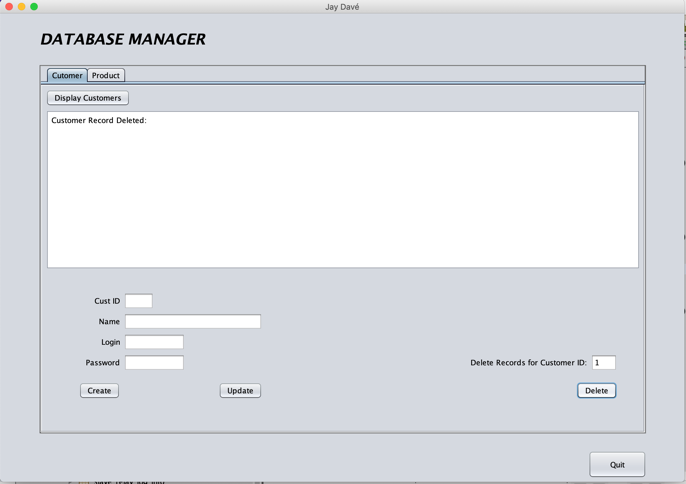 Jay Davé
DATABASE MANAGER
Cutomer Product
Display Customers
Customer Record Deleted:
Cust ID
Name
Login
Password
Delete Records for Customer ID: 1
Create Update Delete
Quit